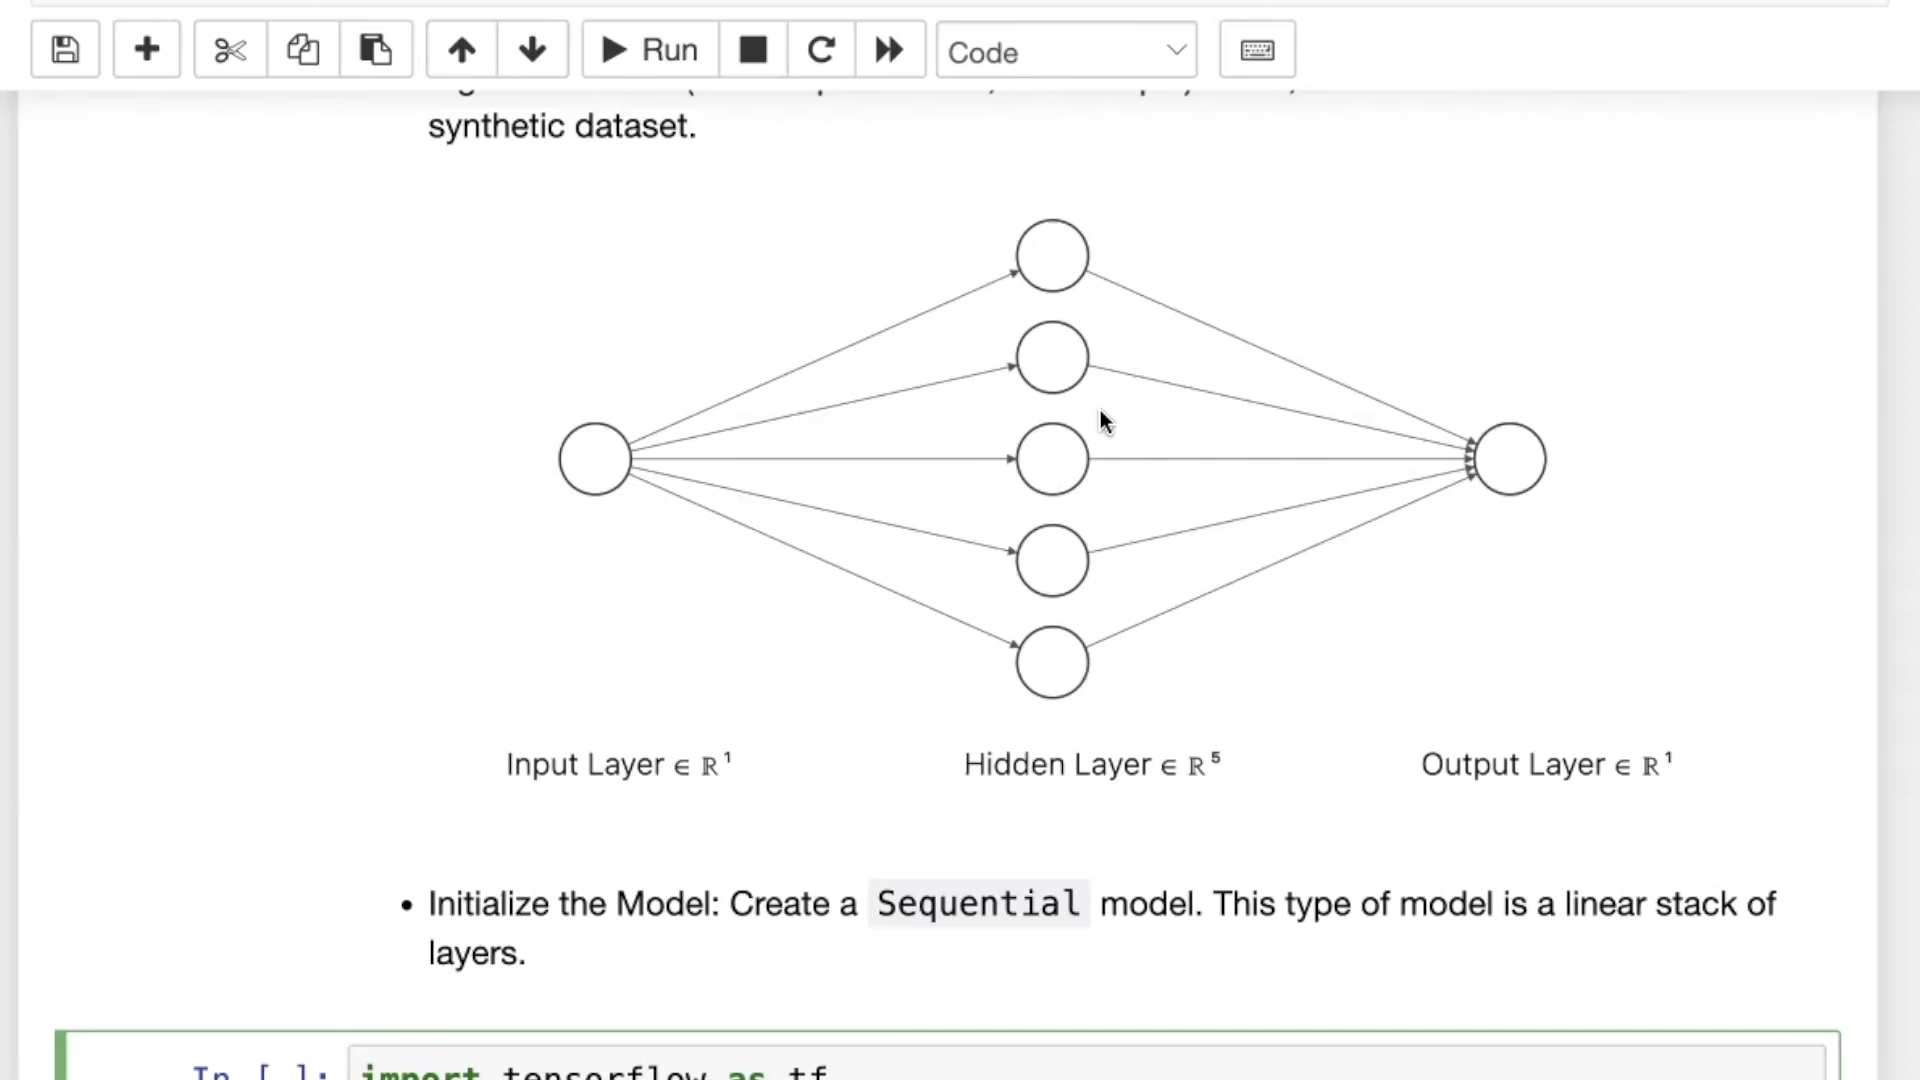 Run
Code
synthetic dataset.
Input Layer ∈ ℝ¹
Hidden Layer ∈ ℝ⁵
Output Layer ∈ ℝ¹
• Initialize the Model: Create a Sequential model. This type of model is a linear stack of
layers.
In [ ]: import tensorflow as tf